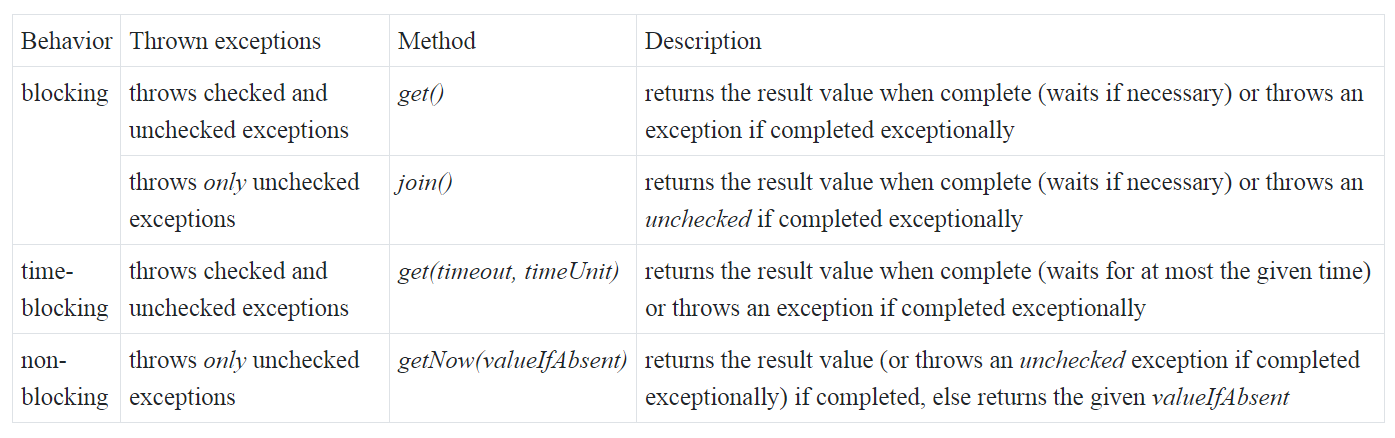 Behavior Thrown exceptions Method Description
blocking throws checked and get() returns the result value when complete (waits if necessary) or throws an
unchecked exceptions exception if completed exceptionally
throws only unchecked join() returns the result value when complete (waits if necessary) or throws an
exceptions unchecked if completed exceptionally
time- throws checked and get(timeout, timeUnit) returns the result value when complete (waits for at most the given time)
blocking unchecked exceptions or throws an exception if completed exceptionally
non- throws only unchecked getNow(valueIfAbsent) returns the result value (or throws an unchecked exception if completed
blocking exceptions exceptionally) if completed, else returns the given valueIfAbsent